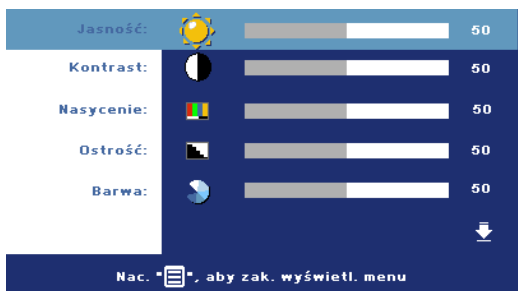 Jasność: 50
Kontrast: 50
Nasycenie: 50
Ostrość: 50
Barwa: 50
Nac. "", aby zak. wyświetl. menu